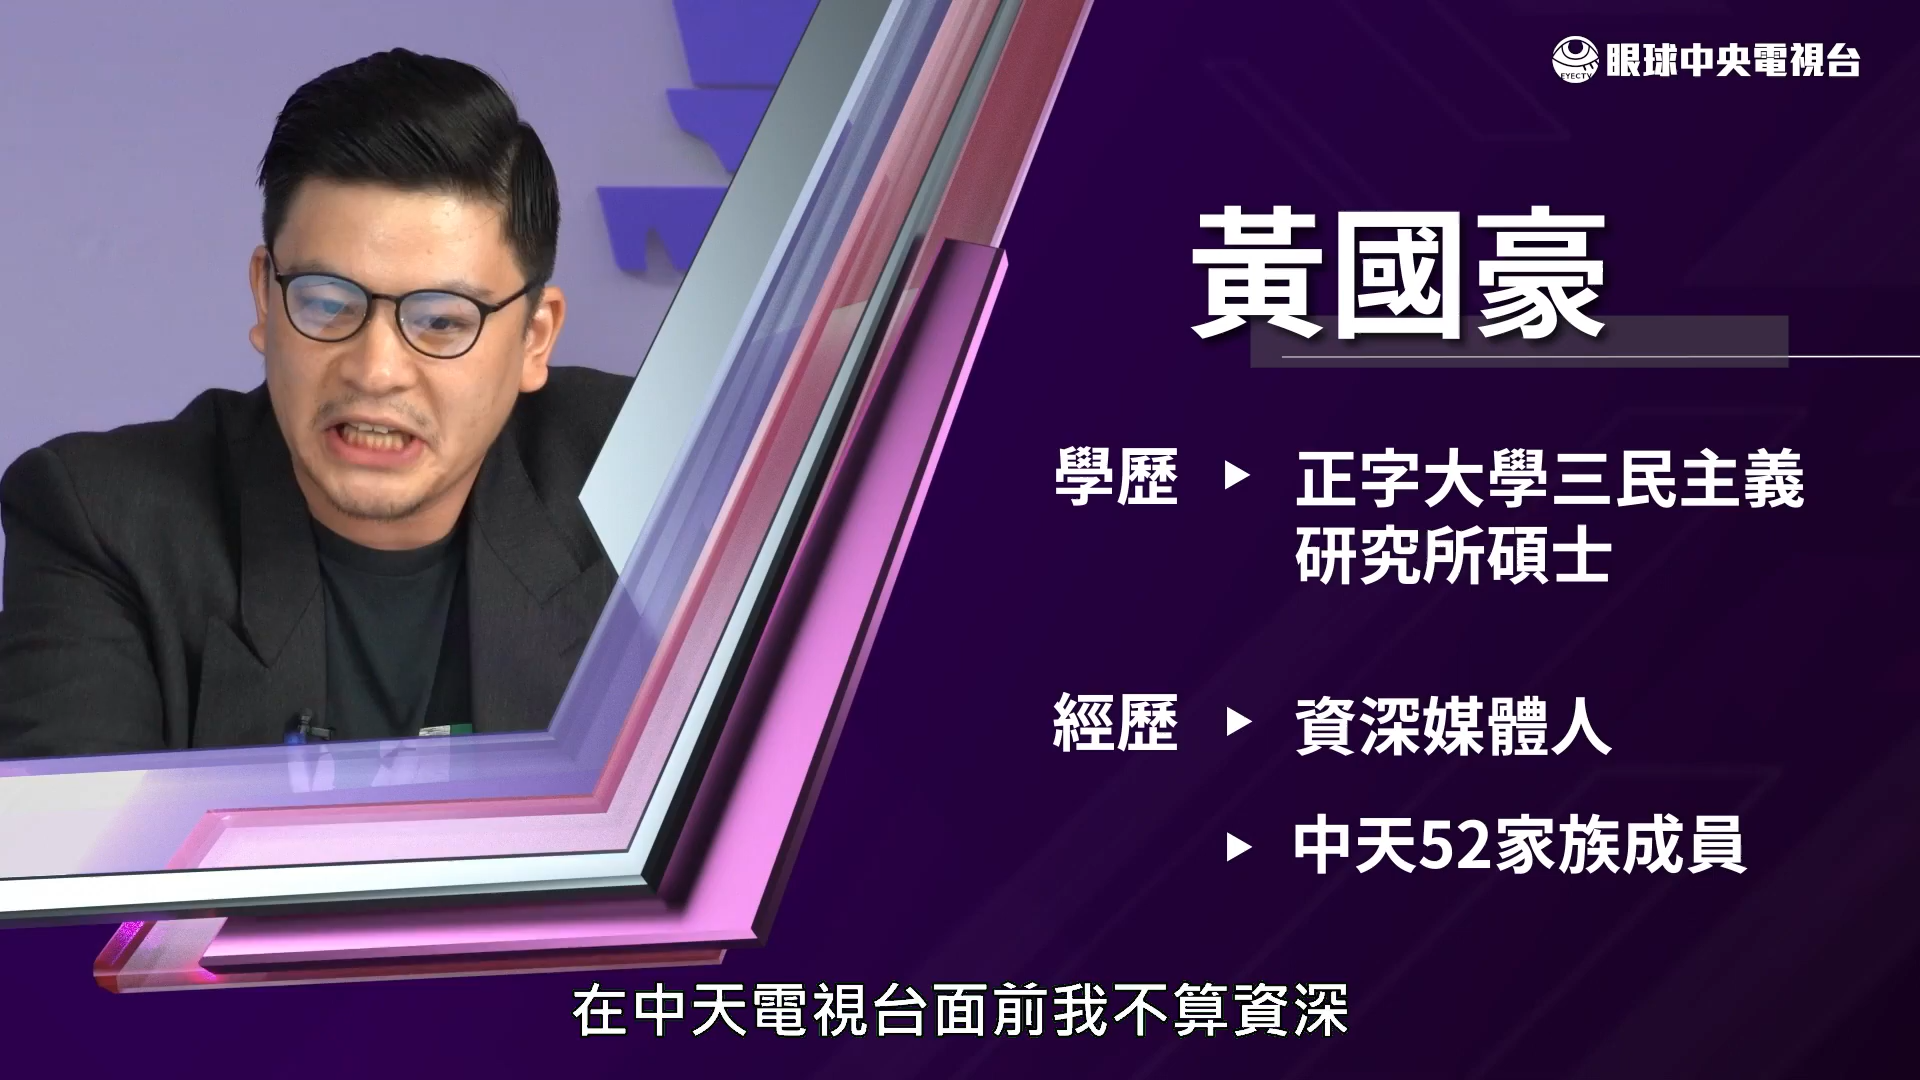 EYECTV
眼球中央電視台
黃國豪
學歷 ▶ 正字大學三民主義
研究所碩士
經歷 ▶ 資深媒體人
▶ 中天52家族成員
在中天電視台面前我不算資深